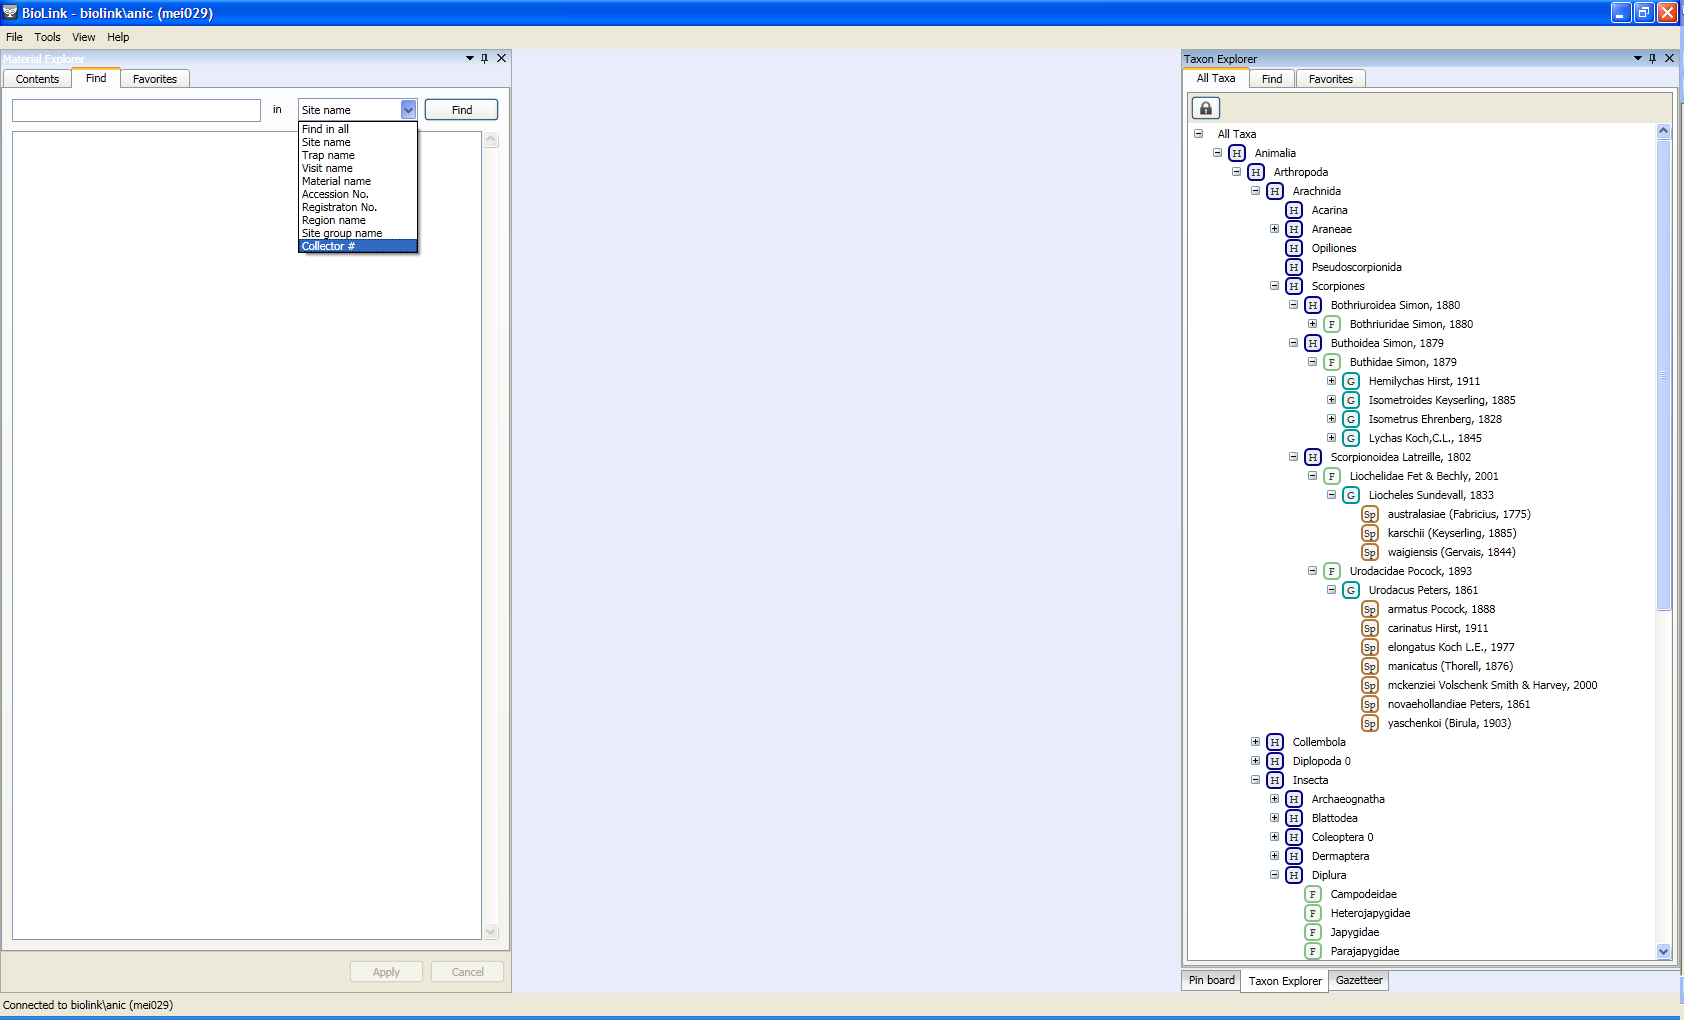 BioLink - biolink\anic (mei029)
File Tools View Help
Material Explorer
Contents Find Favorites
in Site name Find
Find in all
Site name
Trap name
Visit name
Material name
Accession No.
Registraton No.
Region name
Site group name
Collector #
Apply Cancel
Taxon Explorer
All Taxa Find Favorites
All Taxa
H Animalia
H Arthropoda
H Arachnida
H Acarina
H Araneae
H Opiliones
H Pseudoscorpionida
H Scorpiones
H Bothriuroidea Simon, 1880
F Bothriuridae Simon, 1880
H Buthoidea Simon, 1879
F Buthidae Simon, 1879
G Hemilychas Hirst, 1911
G Isometroides Keyserling, 1885
G Isometrus Ehrenberg, 1828
G Lychas Koch,C.L., 1845
H Scorpionoidea Latreille, 1802
F Liochelidae Fet & Bechly, 2001
G Liocheles Sundevall, 1833
Sp australasiae (Fabricius, 1775)
Sp karschii (Keyserling, 1885)
Sp waigiensis (Gervais, 1844)
F Urodacidae Pocock, 1893
G Urodacus Peters, 1861
Sp armatus Pocock, 1888
Sp carinatus Hirst, 1911
Sp elongatus Koch L.E., 1977
Sp manicatus (Thorell, 1876)
Sp mckenziei Volschenk Smith & Harvey, 2000
Sp novaehollandiae Peters, 1861
Sp yaschenkoi (Birula, 1903)
H Collembola
H Diplopoda 0
H Insecta
H Archaeognatha
H Blattodea
H Coleoptera 0
H Dermaptera
H Diplura
F Campodeidae
F Heterojapygidae
F Japygidae
F Parajapygidae
Pin board Taxon Explorer Gazetteer
Connected to biolink\anic (mei029)